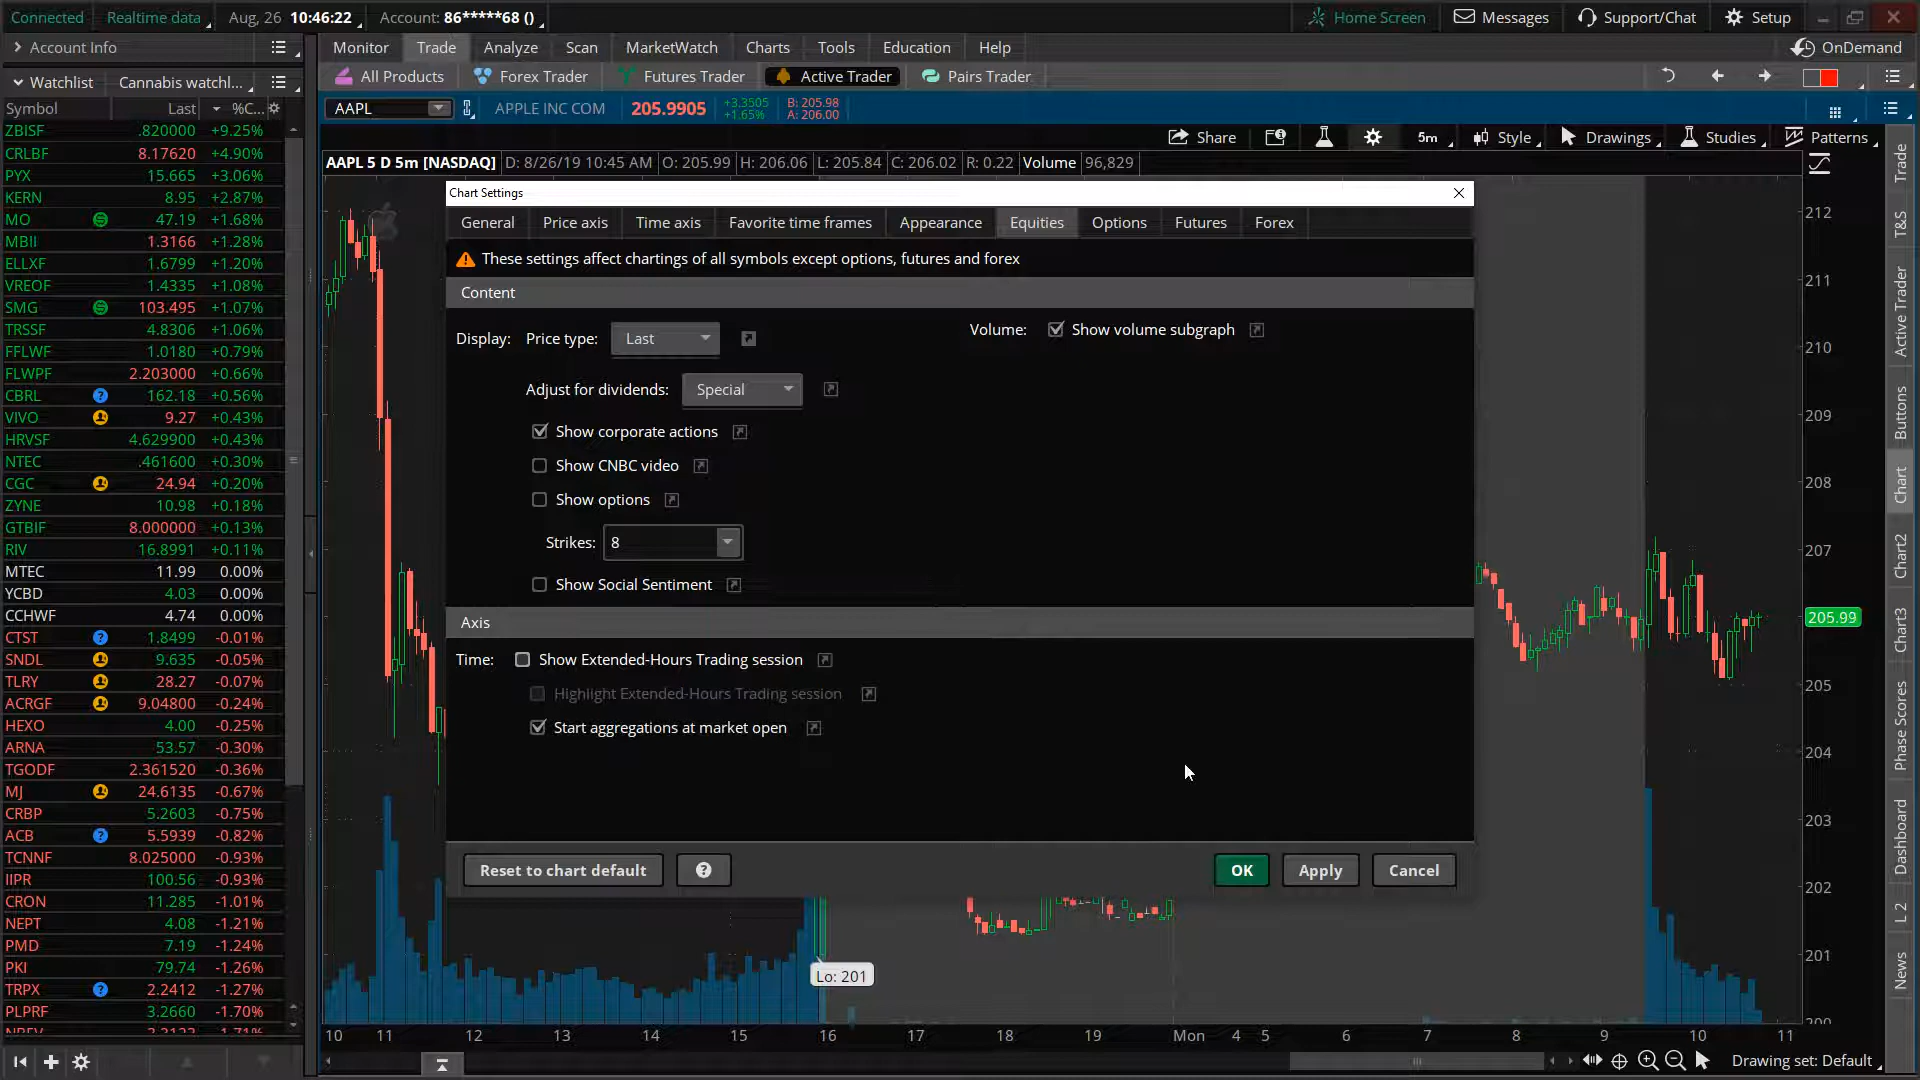 Connected Realtime data Aug, 26 10:46:22 Account: 86*****68 () Home Screen Messages Support/Chat Setup
Account Info Monitor Trade Analyze Scan MarketWatch Charts Tools Education Help OnDemand
Watchlist Cannabis watchl... All Products Forex Trader Futures Trader Active Trader Pairs Trader
Symbol Last %C...
AAPL APPLE INC COM 205.9905 +3.3505 +1.65% B: 205.98 A: 206.00
Share 5m Style Drawings Studies Patterns
AAPL 5 D 5m [NASDAQ] D: 8/26/19 10:45 AM O: 205.99 H: 206.06 L: 205.84 C: 206.02 R: 0.22 Volume 96,829
ZBISF .820000 +9.25%
CRLBF 8.17620 +4.90%
PYX 15.665 +3.06%
KERN 8.95 +2.87%
MO 47.19 +1.68%
MBII 1.3166 +1.28%
ELLXF 1.6799 +1.20%
VREOF 1.4335 +1.08%
SMG 103.495 +1.07%
TRSSF 4.8306 +1.06%
FFLWF 1.0180 +0.79%
FLWPF 2.203000 +0.66%
CBRL 162.18 +0.56%
VIVO 9.27 +0.43%
HRVSF 4.629900 +0.43%
NTEC .461600 +0.30%
CGC 24.94 +0.20%
ZYNE 10.98 +0.18%
GTBIF 8.000000 +0.13%
RIV 16.8991 +0.11%
MTEC 11.99 0.00%
YCBD 4.03 0.00%
CCHWF 4.74 0.00%
CTST 1.8499 -0.01%
SNDL 9.635 -0.05%
TLRY 28.27 -0.07%
ACRGF 9.04800 -0.24%
HEXO 4.00 -0.25%
ARNA 53.57 -0.30%
TGODF 2.361520 -0.36%
MJ 24.6135 -0.67%
CRBP 5.2603 -0.75%
ACB 5.5939 -0.82%
TCNNF 8.025000 -0.93%
IIPR 100.56 -0.93%
CRON 11.285 -1.01%
NEPT 4.08 -1.21%
PMD 7.19 -1.24%
PKI 79.74 -1.26%
TRPX 2.2412 -1.27%
PLPRF 3.2660 -1.70%
Chart Settings
General Price axis Time axis Favorite time frames Appearance Equities Options Futures Forex
These settings affect chartings of all symbols except options, futures and forex
Content
Display: Price type: Last Volume: Show volume subgraph
Adjust for dividends: Special
Show corporate actions
Show CNBC video
Show options
Strikes: 8
Show Social Sentiment
Axis
Time: Show Extended-Hours Trading session
Highlight Extended-Hours Trading session
Start aggregations at market open
Reset to chart default ? OK Apply Cancel
Lo: 201
212
211
210
209
208
207
205.99
205
204
203
202
201
200
10 11 12 13 14 15 16 17 18 19 Mon 4 5 6 7 8 9 10 11
Drawing set: Default
Trade
T&S
Active Trader
Buttons
Chart
Chart2
Chart3
Phase Scores
Dashboard
L 2
News